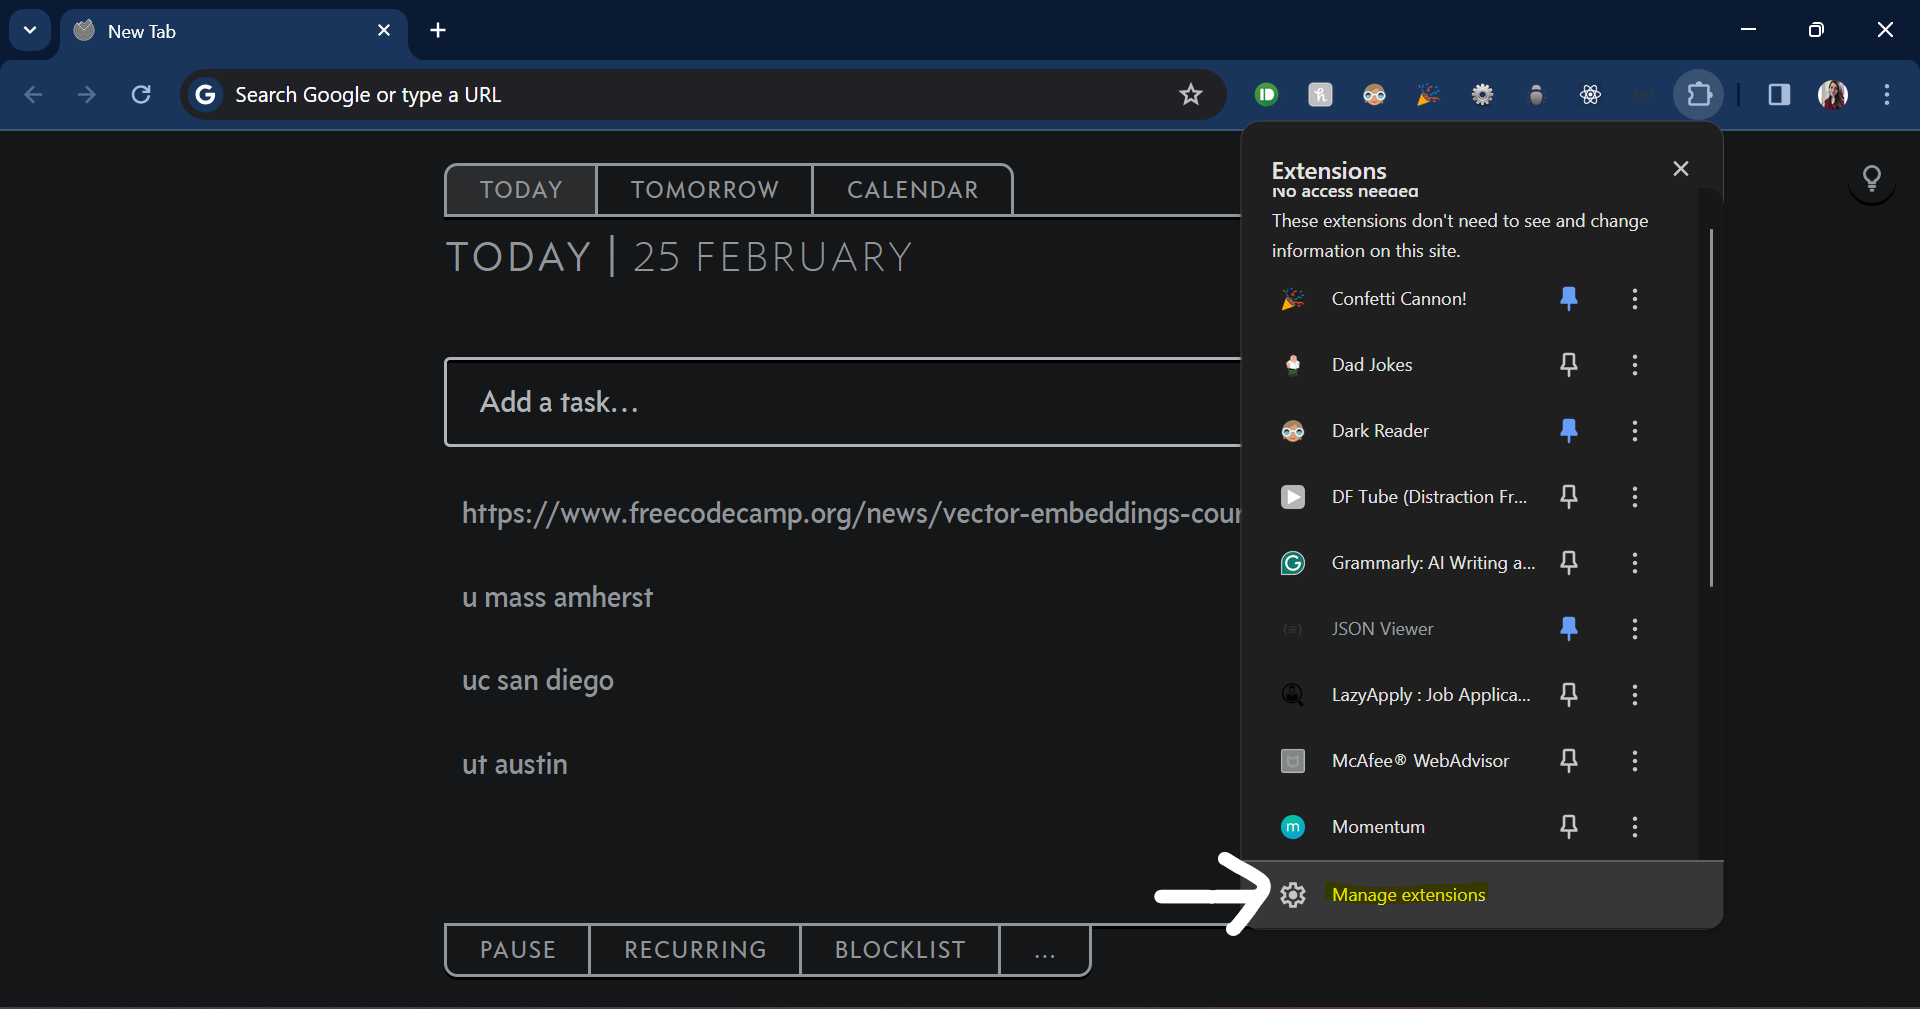 New Tab
Search Google or type a URL
TODAY
TOMORROW
CALENDAR
TODAY | 25 FEBRUARY
Add a task...
https://www.freecodecamp.org/news/vector-embeddings-cour
u mass amherst
uc san diego
ut austin
PAUSE
RECURRING
BLOCKLIST
...
Extensions
No access needed
These extensions don't need to see and change
information on this site.
Confetti Cannon!
Dad Jokes
Dark Reader
DF Tube (Distraction Fr...
Grammarly: AI Writing a...
JSON Viewer
LazyApply : Job Applica...
McAfee® WebAdvisor
Momentum
Manage extensions